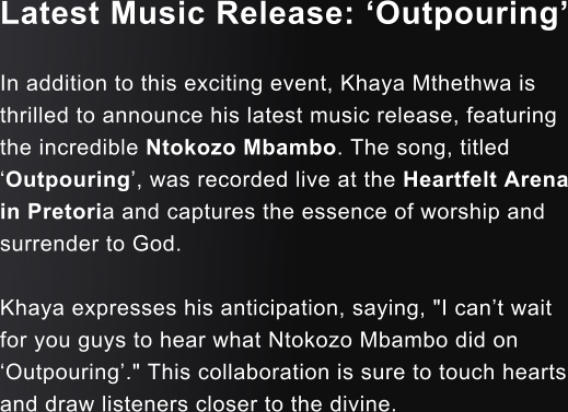 Latest Music Release: ‘Outpouring’
In addition to this exciting event, Khaya Mthethwa is
thrilled to announce his latest music release, featuring
the incredible Ntokozo Mbambo. The song, titled
‘Outpouring’, was recorded live at the Heartfelt Arena
in Pretoria and captures the essence of worship and
surrender to God.
Khaya expresses his anticipation, saying, "I can’t wait
for you guys to hear what Ntokozo Mbambo did on
‘Outpouring’." This collaboration is sure to touch hearts
and draw listeners closer to the divine.